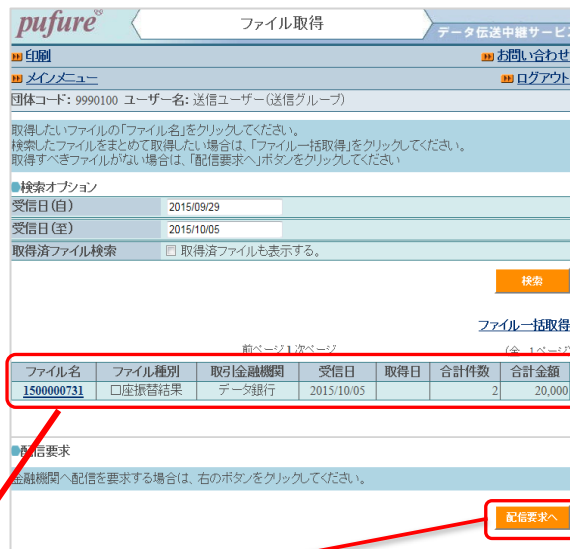 pufure®
ファイル取得
データ伝送中継サービス
印刷
お問い合わせ
メインメニュー
ログアウト
団体コード: 9990100 ユーザー名: 送信ユーザー(送信グループ)
取得したいファイルの「ファイル名」をクリックしてください。
検索したファイルをまとめて取得したい場合は、「ファイル一括取得」をクリックしてください。
取得すべきファイルがない場合は、「配信要求へ」ボタンをクリックしてください
検索オプション
受信日(自) 2015/09/29
受信日(至) 2015/10/05
取得済ファイル検索 取得済ファイルも表示する。
検索
ファイル一括取得
前ページ 1 次ページ (全 1ページ)
ファイル名 ファイル種別 取引金融機関 受信日 取得日 合計件数 合計金額
1500000731 口座振替結果 データ銀行 2015/10/05 2 20,000
配信要求
金融機関へ配信を要求する場合は、右のボタンをクリックしてください。
配信要求へ